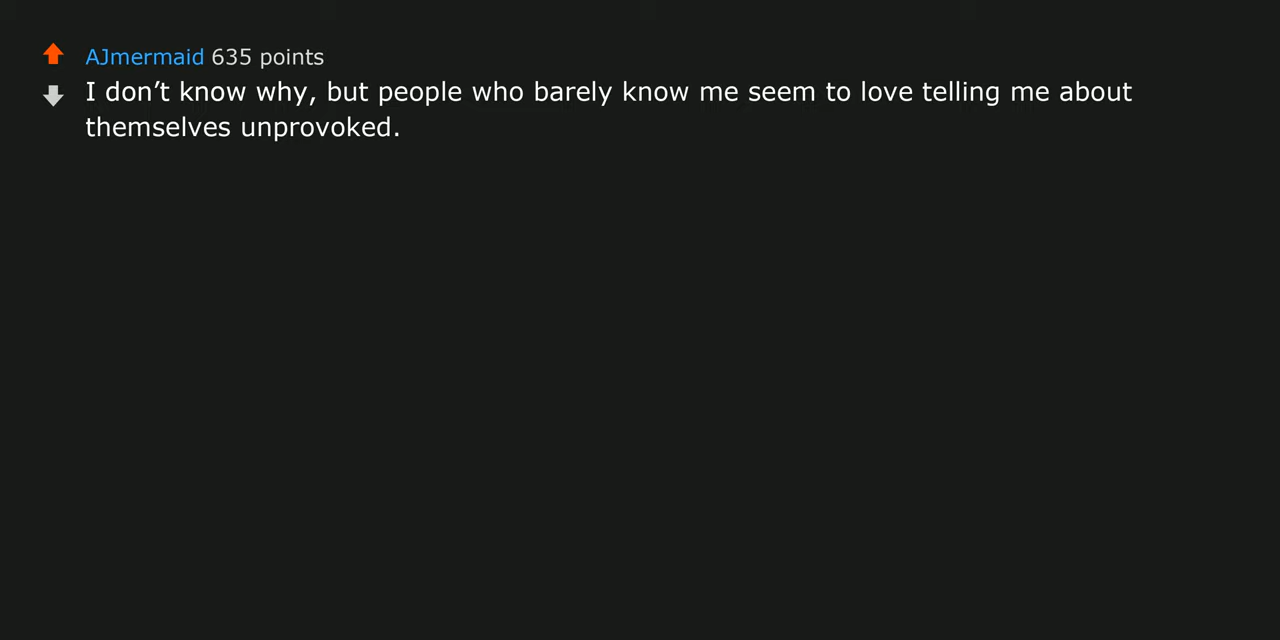 AJmermaid 635 points
I don’t know why, but people who barely know me seem to love telling me about
themselves unprovoked.